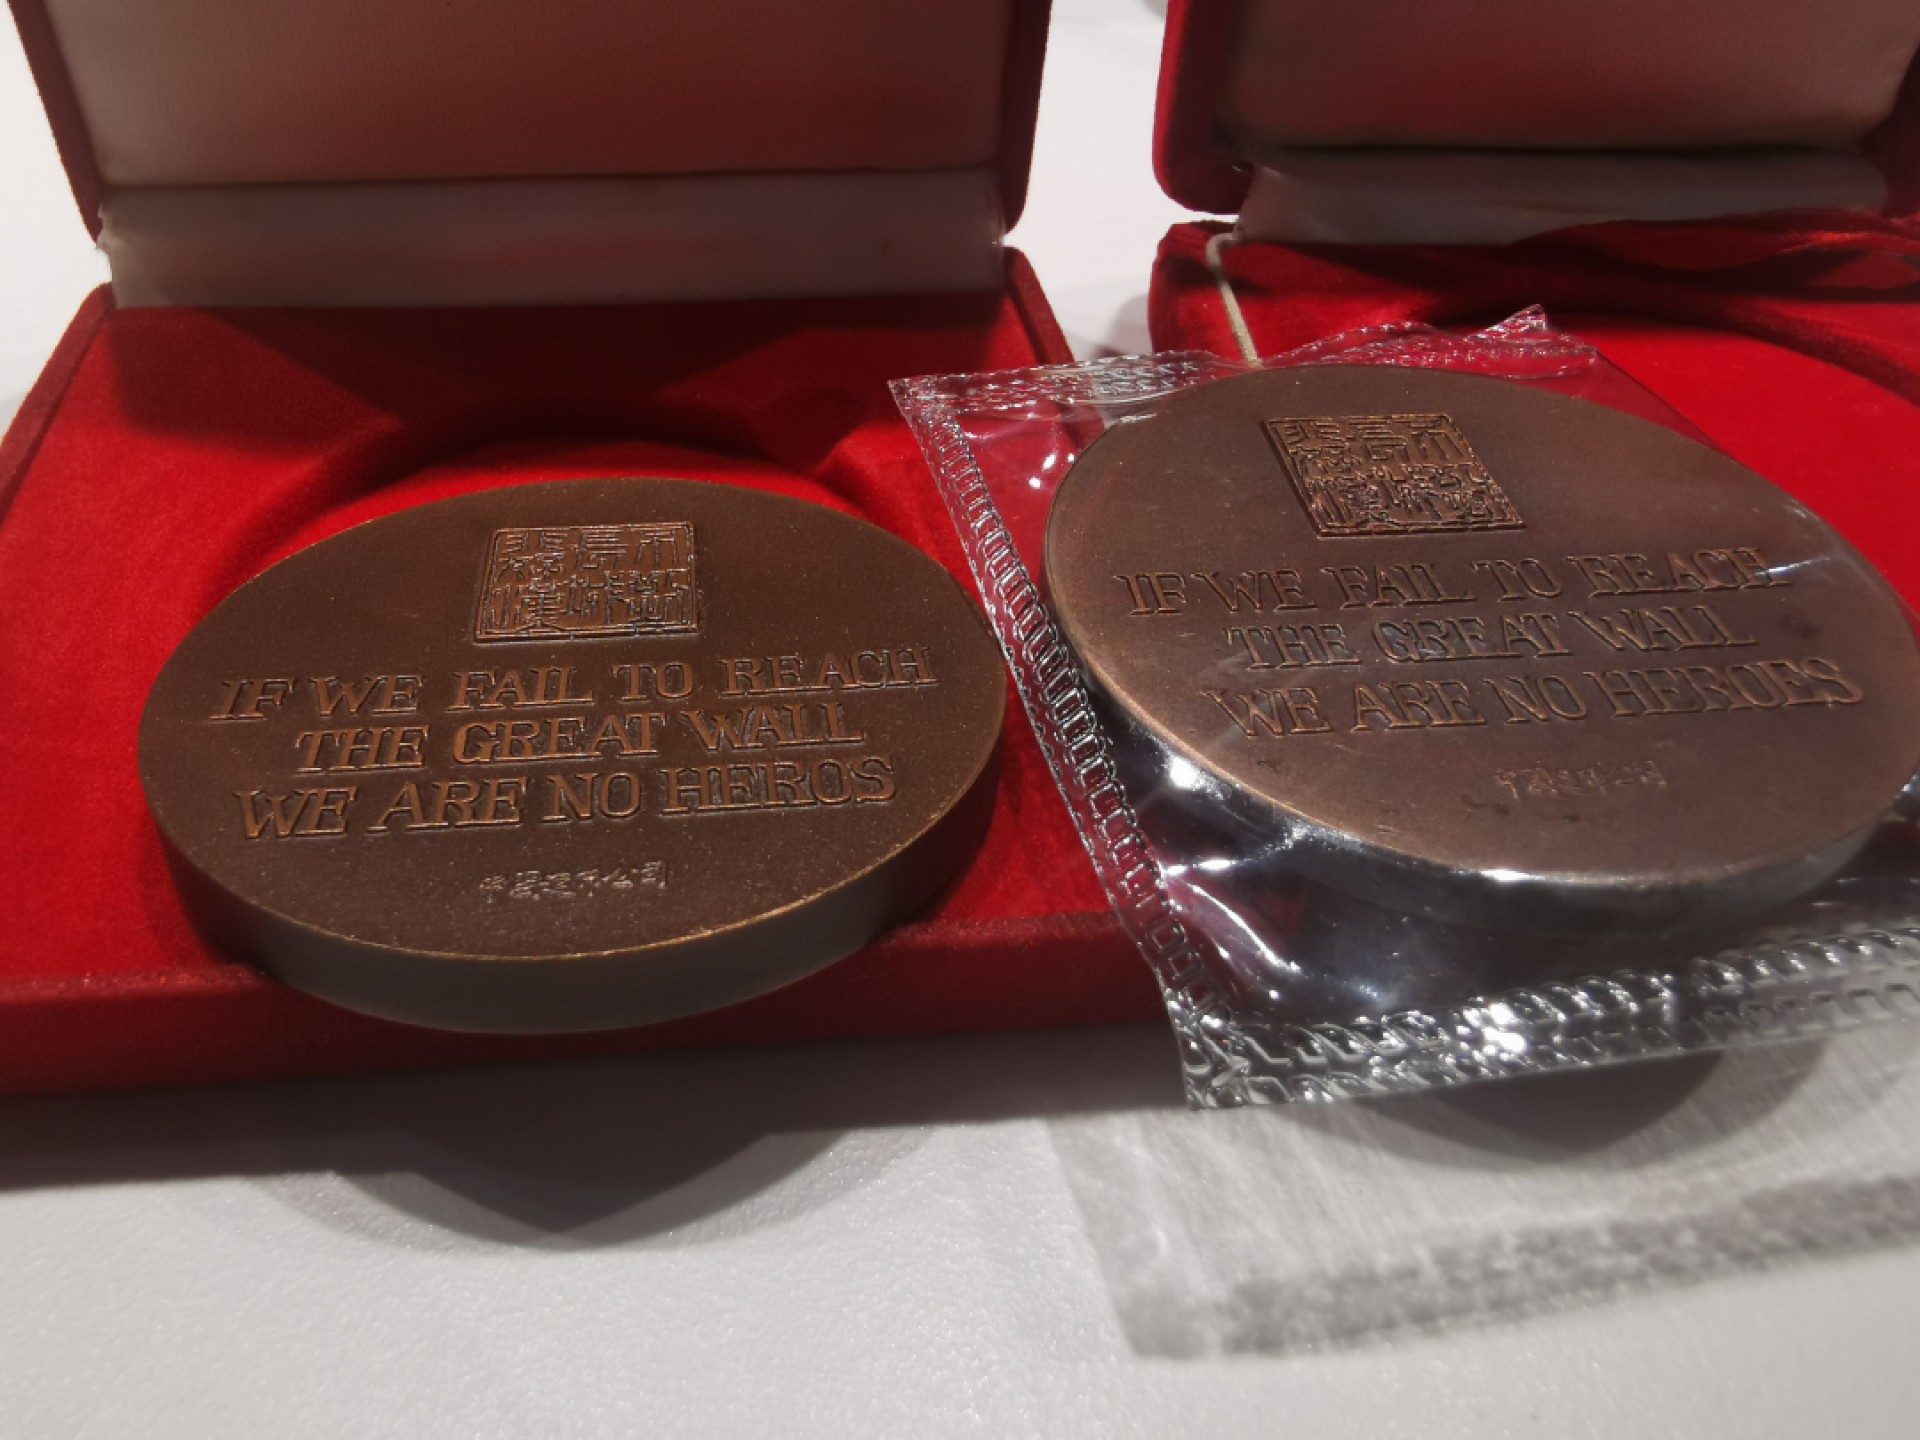 IF WE FAIL TO REACH
THE GREAT WALL
WE ARE NO HEROS
IF WE FAIL TO REACH
THE GREAT WALL
WE ARE NO HEROES